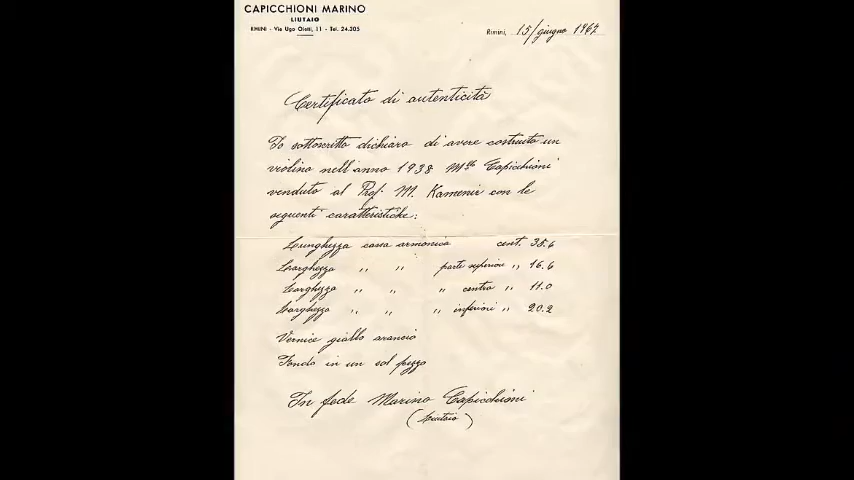 CAPICCHIONI MARINO
LIUTAIO
RIMINI - Via Ugo Oietti, 11 - Tel. 24.305
Rimini, 15/giugno 1967
Certificato di autenticità
Io sottoscritto dichiaro di avere costruito un
violino nell'anno 1938 M° Capicchioni
venduto al Prof. M. Kamenir con le
seguenti caratteristiche:
Lunghezza cassa armonica cent. 35.6
Larghezza " " parte superiore " 16.6
Larghezza " " " centro " 11.0
Larghezza " " " inferiori " 20.2
Vernice giallo arancio
Fondo in un sol pezzo
In fede Marino Capicchioni
(Liutaio)